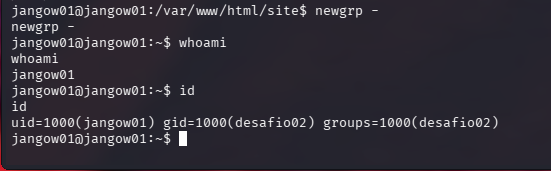 jangow01@jangow01:/var/www/html/site$ newgrp -
newgrp -
jangow01@jangow01:~$ whoami
whoami
jangow01
jangow01@jangow01:~$ id
id
uid=1000(jangow01) gid=1000(desafio02) groups=1000(desafio02)
jangow01@jangow01:~$